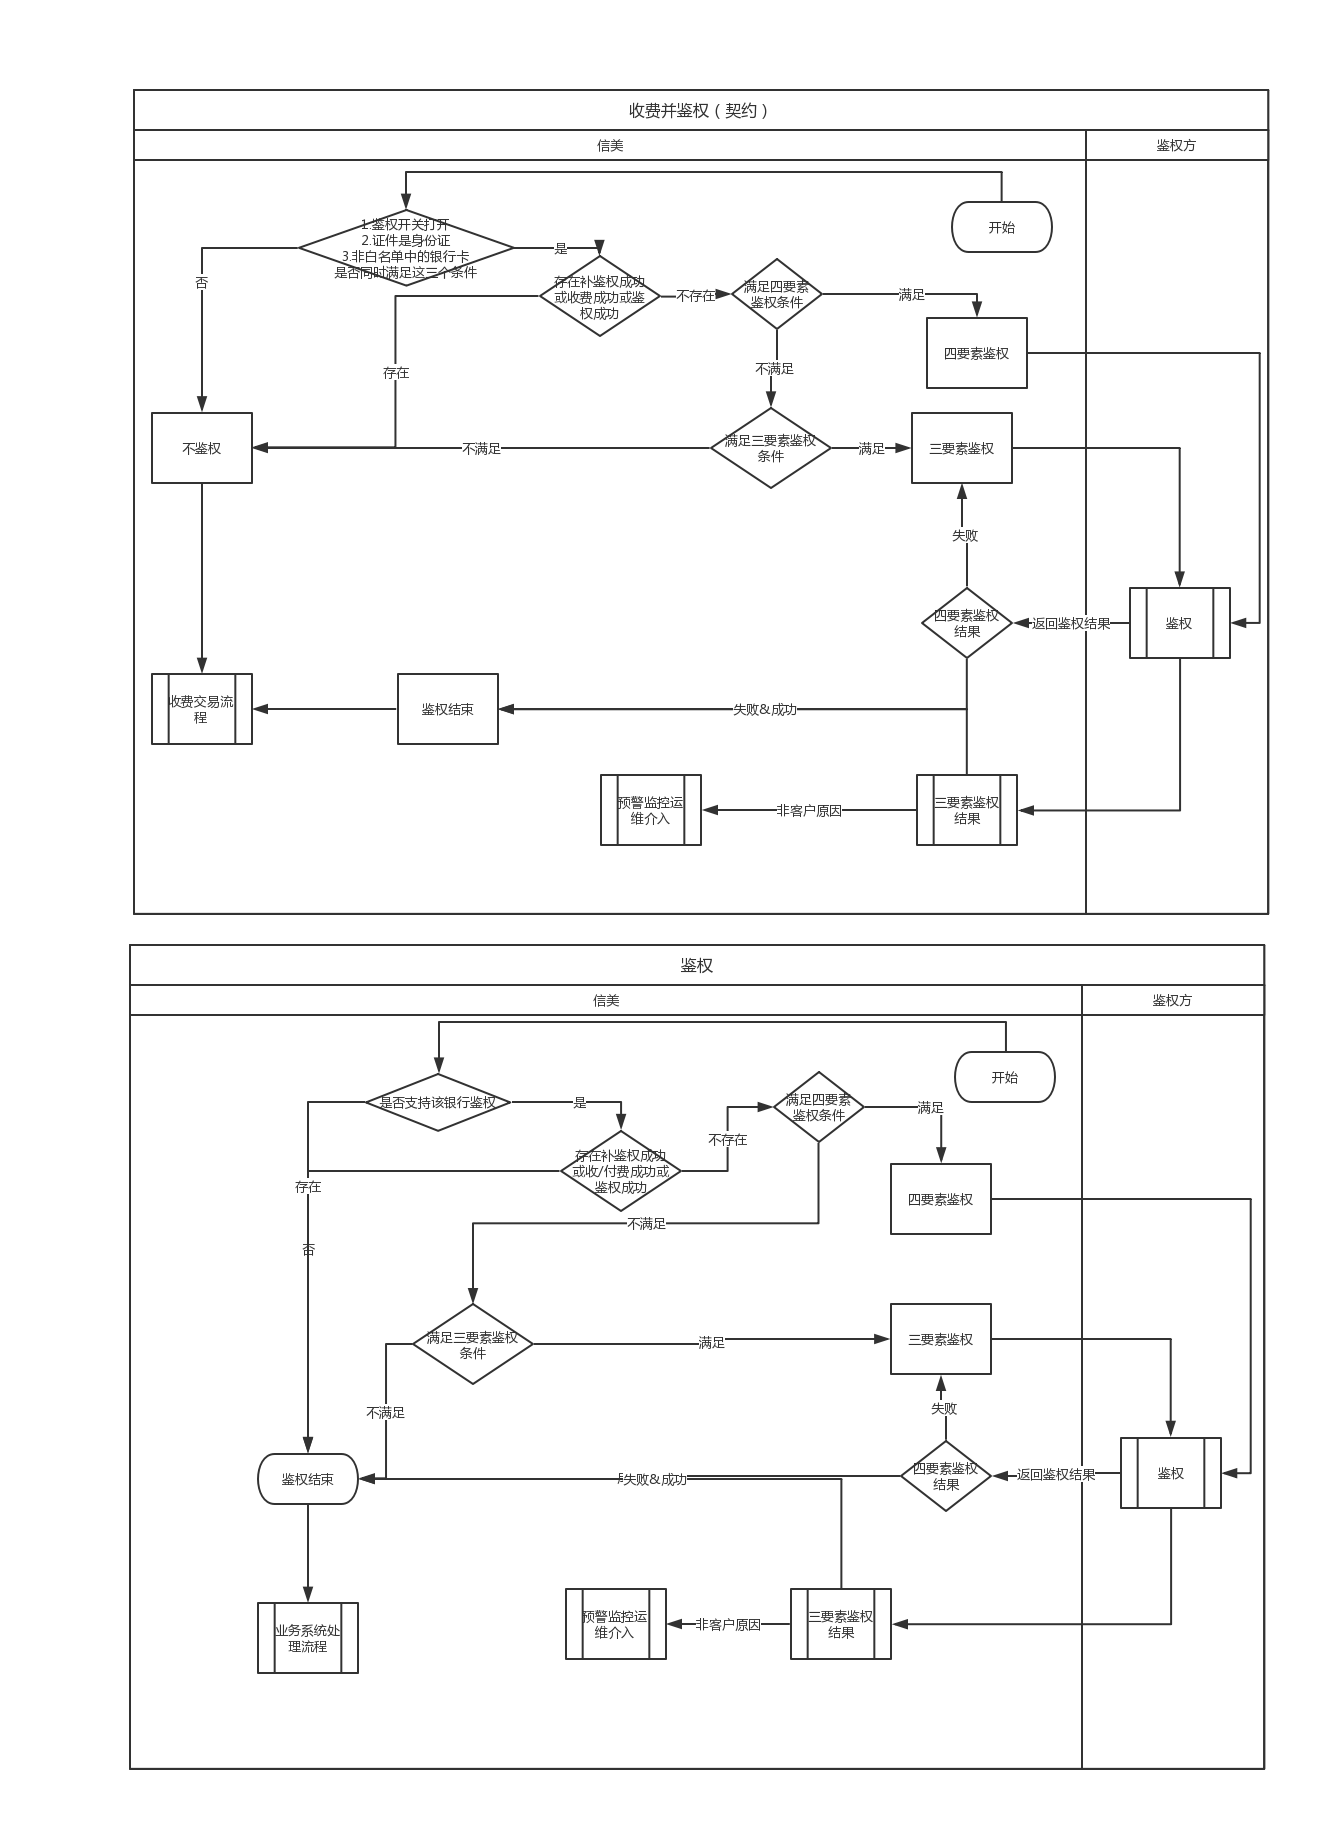 收费并鉴权（契约）
信美
鉴权方
开始
1.鉴权开关打开
2.证件是身份证
3.非白名单中的银行卡
是否同时满足这三个条件
是
否
存在补鉴权成功
或收费成功或鉴
权成功
不存在
满足四要素
鉴权条件
满足
四要素鉴权
存在
不满足
不鉴权
不满足
满足三要素鉴权
条件
满足
三要素鉴权
失败
四要素鉴权
结果
返回鉴权结果
鉴权
收费交易流
程
鉴权结束
失败&成功
预警监控运
维介入
非客户原因
三要素鉴权
结果
鉴权
信美
鉴权方
开始
是否支持该银行鉴权
是
满足四要素
鉴权条件
满足
不存在
存在补鉴权成功
或收/付费成功或
鉴权成功
存在
四要素鉴权
不满足
否
满足三要素鉴权
条件
满足
三要素鉴权
不满足
失败
鉴权结束
失败&成功
四要素鉴权
结果
返回鉴权结果
鉴权
业务系统处
理流程
预警监控运
维介入
非客户原因
三要素鉴权
结果